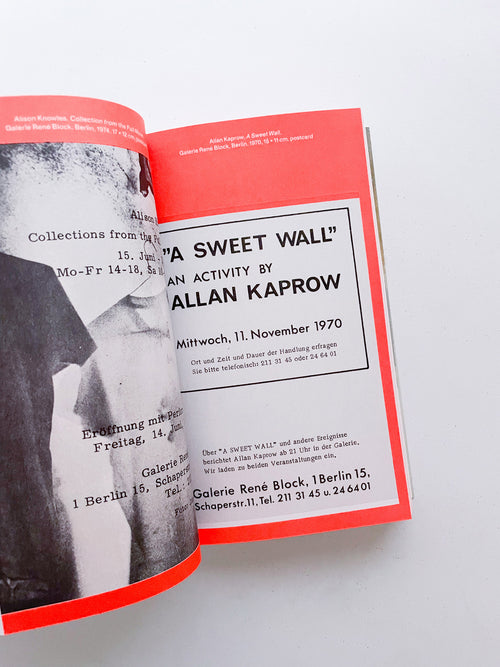 Alison Knowles, Collection from the
Galerie René Block, Berlin, 1974, 17 × 12 cm,
Alison
Collections from the
15. Juni -
Mo-Fr 14-18, Sa
Eröffnung mit
Freitag, 14. Juni,
Galerie
1 Berlin 15,
Tel.:
Allan Kaprow, A Sweet Wall,
Galerie René Block, Berlin, 1970, 15 × 11 cm, postcard
"A SWEET WALL"
AN ACTIVITY BY
ALLAN KAPROW
Mittwoch, 11. November 1970
Ort und Zeit und Dauer der Handlung erfragen
Sie bitte telefonisch: 211 31 45 oder 24 64 01
Über "A SWEET WALL" und andere Ereignisse
berichtet Allan Kaprow ab 21 Uhr in der Galerie.
Wir laden zu beiden Veranstaltungen ein.
Galerie René Block, 1 Berlin 15,
Schaperstr. 11, Tel. 211 31 45 u. 24 64 01